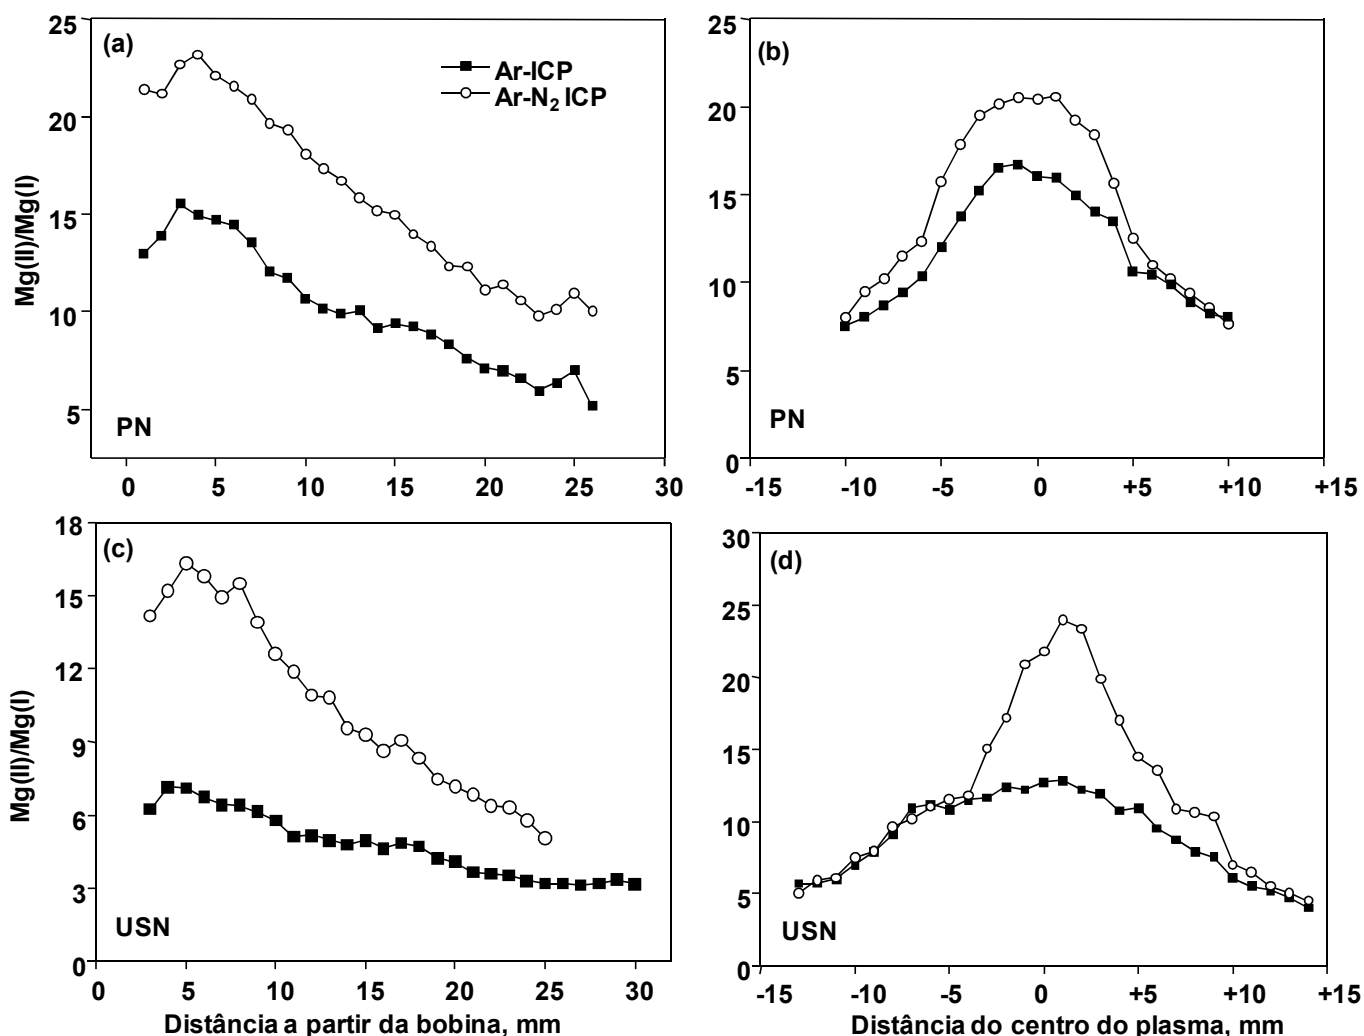 (a)
Ar-ICP
Ar-N₂ ICP
Mg(II)/Mg(I)
25
20
15
10
5
PN
0 5 10 15 20 25 30
(b)
25
20
15
10
5
0
PN
-15 -10 -5 0 +5 +10 +15
(c)
Mg(II)/Mg(I)
18
15
12
9
6
3
0
USN
0 5 10 15 20 25 30
Distância a partir da bobina, mm
(d)
30
25
20
15
10
5
0
USN
-15 -10 -5 0 +5 +10 +15
Distância do centro do plasma, mm